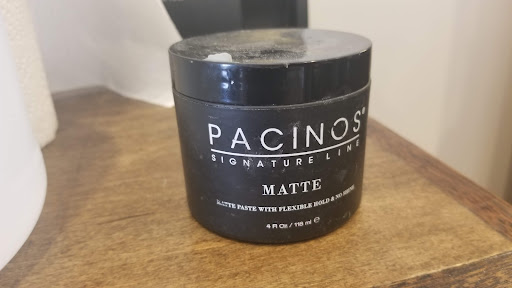 PACINOS®
SIGNATURE LINE
MATTE
MATTE PASTE WITH FLEXIBLE HOLD & NO SHINE
4 Fl Oz / 118 ml ℮